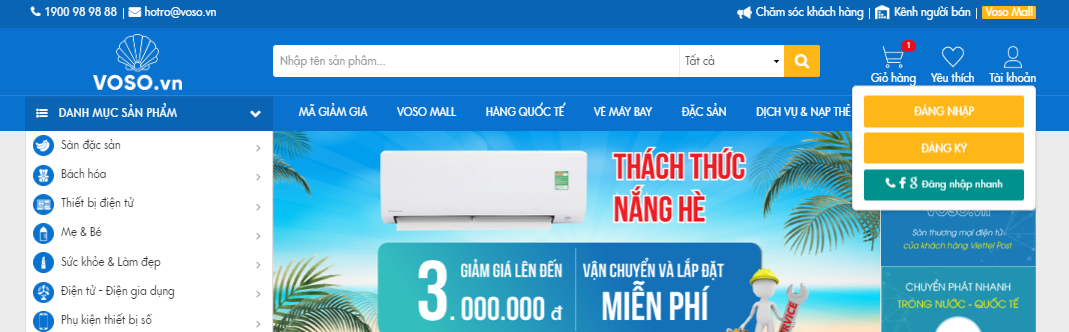 1900 98 98 88 | hotro@voso.vn
Chăm sóc khách hàng | Kênh người bán | Voso Mall
VOSO.vn
Nhập tên sản phẩm...
Tất cả
1
Giỏ hàng
Yêu thích
Tài khoản
DANH MỤC SẢN PHẨM
MÃ GIẢM GIÁ
VOSO MALL
HÀNG QUỐC TẾ
VÉ MÁY BAY
ĐẶC SẢN
DỊCH VỤ & NẠP THẺ
ĐĂNG NHẬP
ĐĂNG KÝ
Đăng nhập nhanh
Sàn đặc sản
Bách hóa
Thiết bị điện tử
Mẹ & Bé
Sức khỏe & Làm đẹp
Điện tử - Điện gia dụng
Phụ kiện thiết bị số
THÁCH THỨC
NẮNG HÈ
GIẢM GIÁ LÊN ĐẾN
3.000.000 đ
VẬN CHUYỂN VÀ LẮP ĐẶT
MIỄN PHÍ
SERVICE
voso.vn
Sàn thương mại điện tử
của khách hàng Viettel Post
CHUYỂN PHÁT NHANH
TRONG NƯỚC - QUỐC TẾ